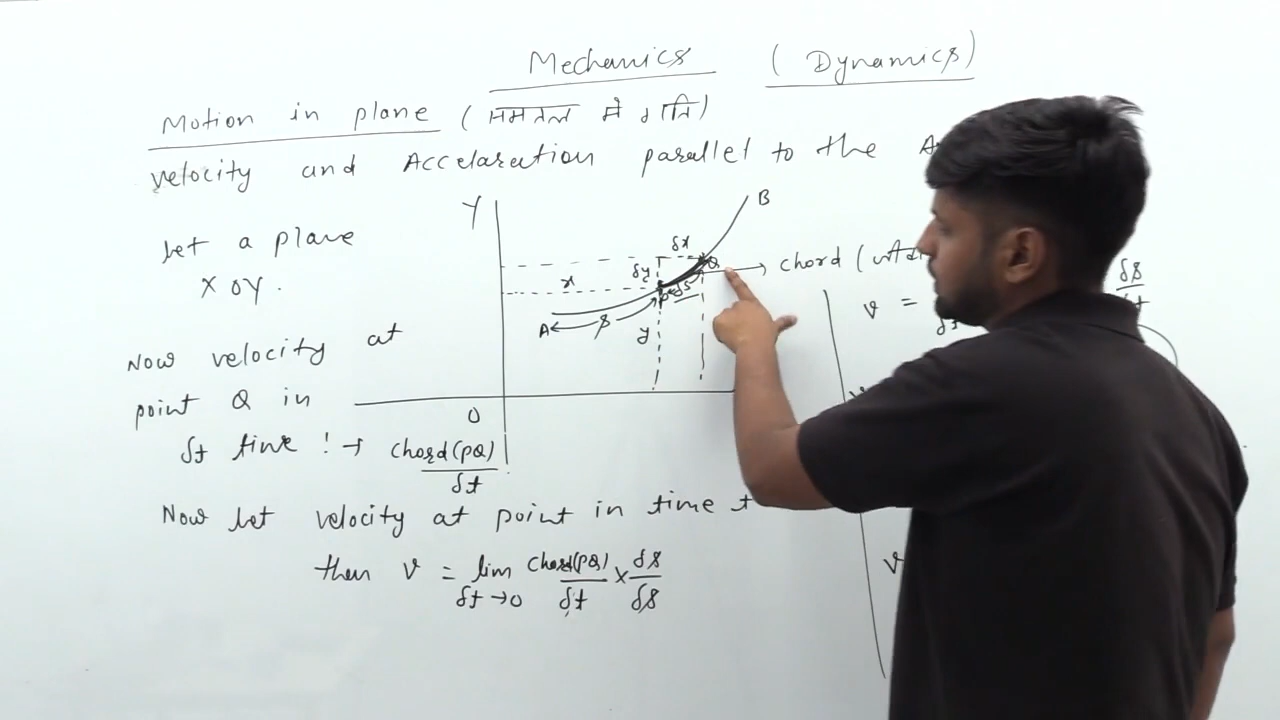 Mechanics (Dynamics)
Motion in plane (समतल में गति)
velocity and Accelaration parallel to the
Let a plane
XOY.
Y
B
δx
Q
δy
x
P
δs
A
s
y
O
chord
v =
δs
Now velocity at
point Q in
δt time !→ chord(PQ)
δt
Now let velocity at point in time t
then v = lim chord(PQ) × δs
δt→0 δt δs
v